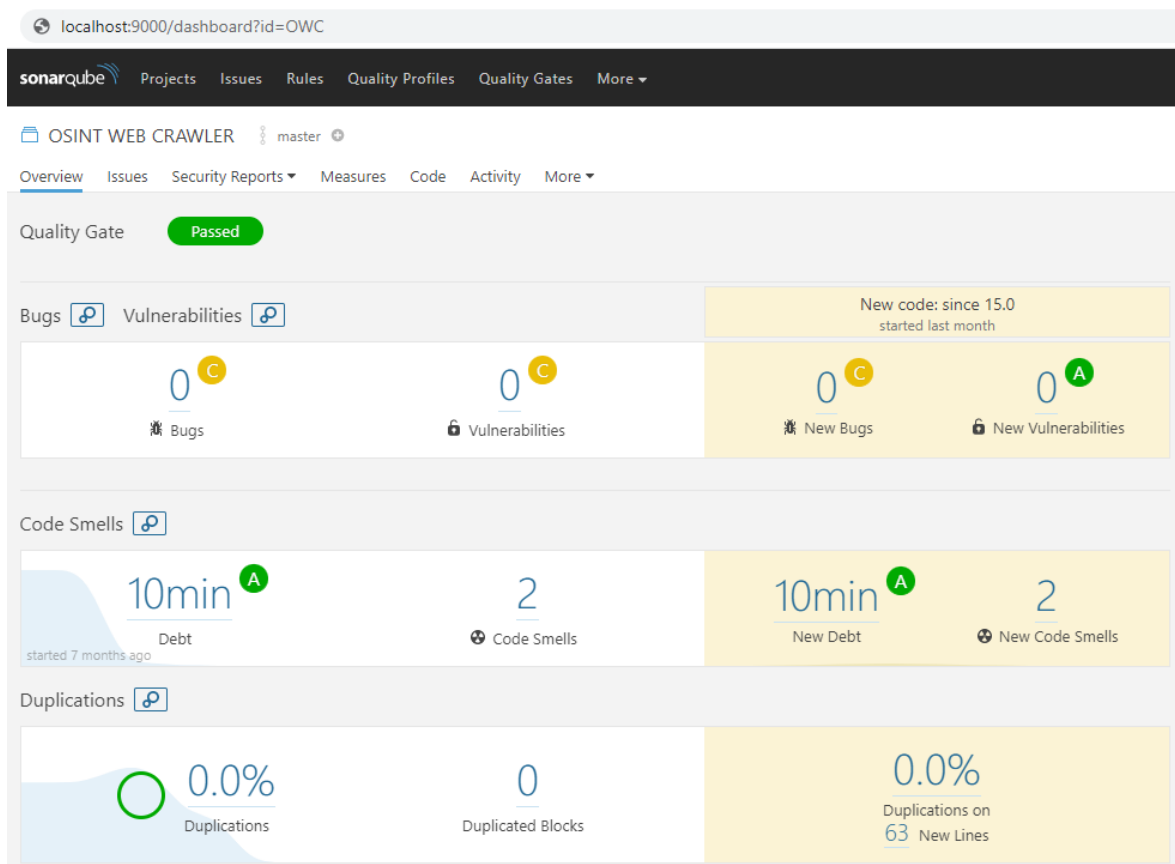 localhost:9000/dashboard?id=OWC
sonarqube Projects Issues Rules Quality Profiles Quality Gates More
OSINT WEB CRAWLER master
Overview Issues Security Reports Measures Code Activity More
Quality Gate Passed
Bugs Vulnerabilities
New code: since 15.0
started last month
0 C
Bugs
0 C
Vulnerabilities
0 C
New Bugs
0 A
New Vulnerabilities
Code Smells
started 7 months ago
10min A
Debt
2
Code Smells
10min A
New Debt
2
New Code Smells
Duplications
0.0%
Duplications
0
Duplicated Blocks
0.0%
Duplications on
63 New Lines